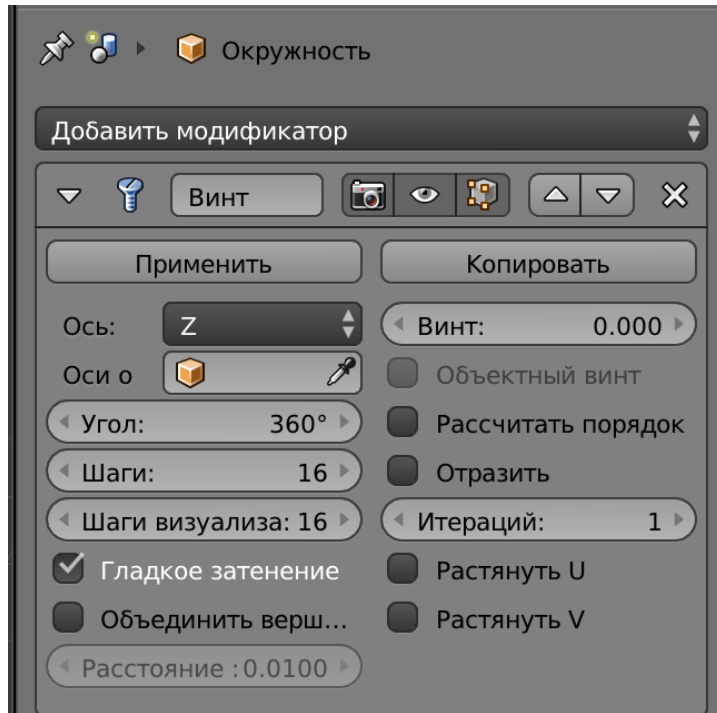 Окружность
Добавить модификатор
Винт
Применить Копировать
Ось: Z Винт: 0.000
Оси о Объектный винт
Угол: 360° Рассчитать порядок
Шаги: 16 Отразить
Шаги визуализа: 16 Итераций: 1
Гладкое затенение Растянуть U
Объединить верш... Растянуть V
Расстояние : 0.0100